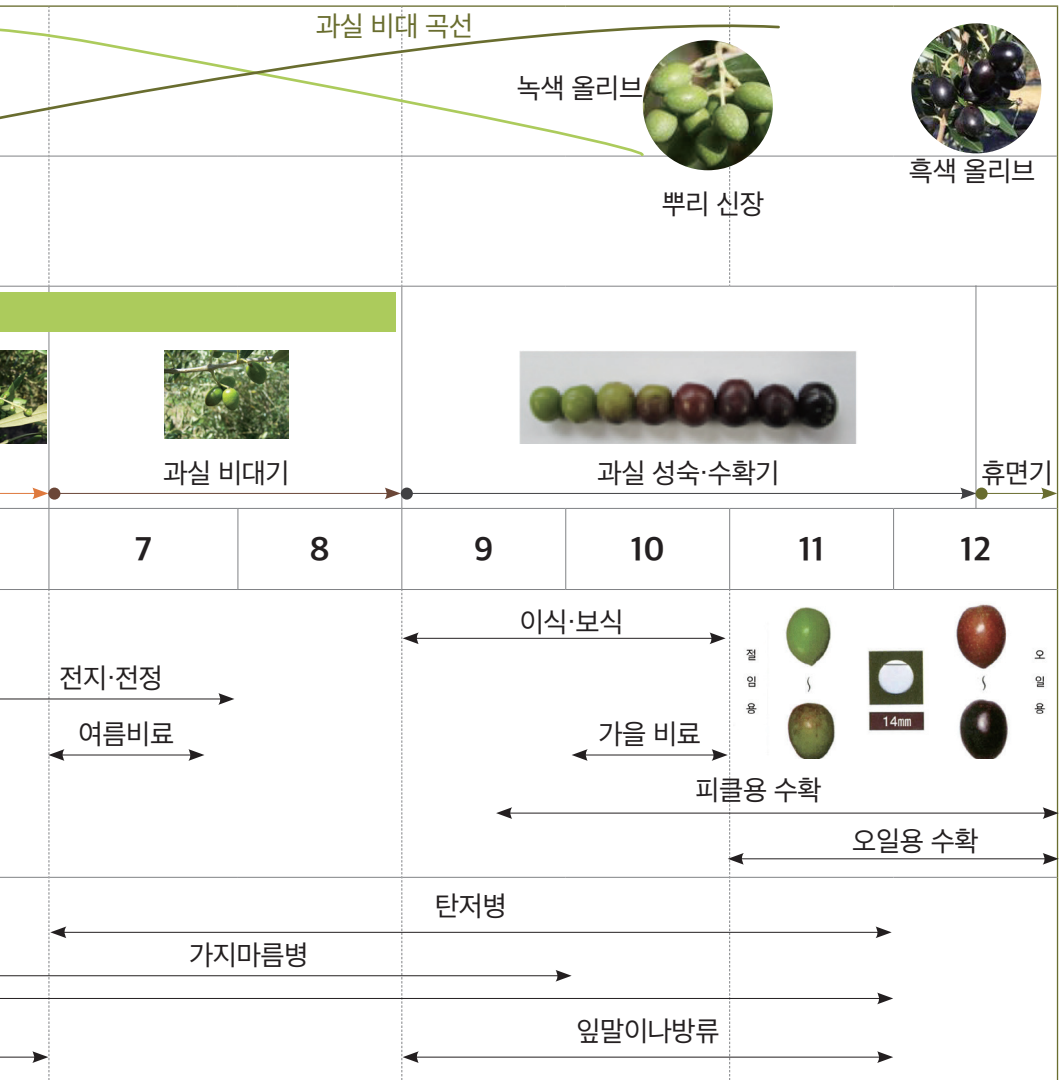 과실 비대 곡선
녹색 올리브
흑색 올리브
뿌리 신장
과실 비대기
과실 성숙·수확기
휴면기
7
8
9
10
11
12
이식·보식
전지·전정
여름비료
가을 비료
절임용
14mm
오일용
피클용 수확
오일용 수확
탄저병
가지마름병
잎말이나방류